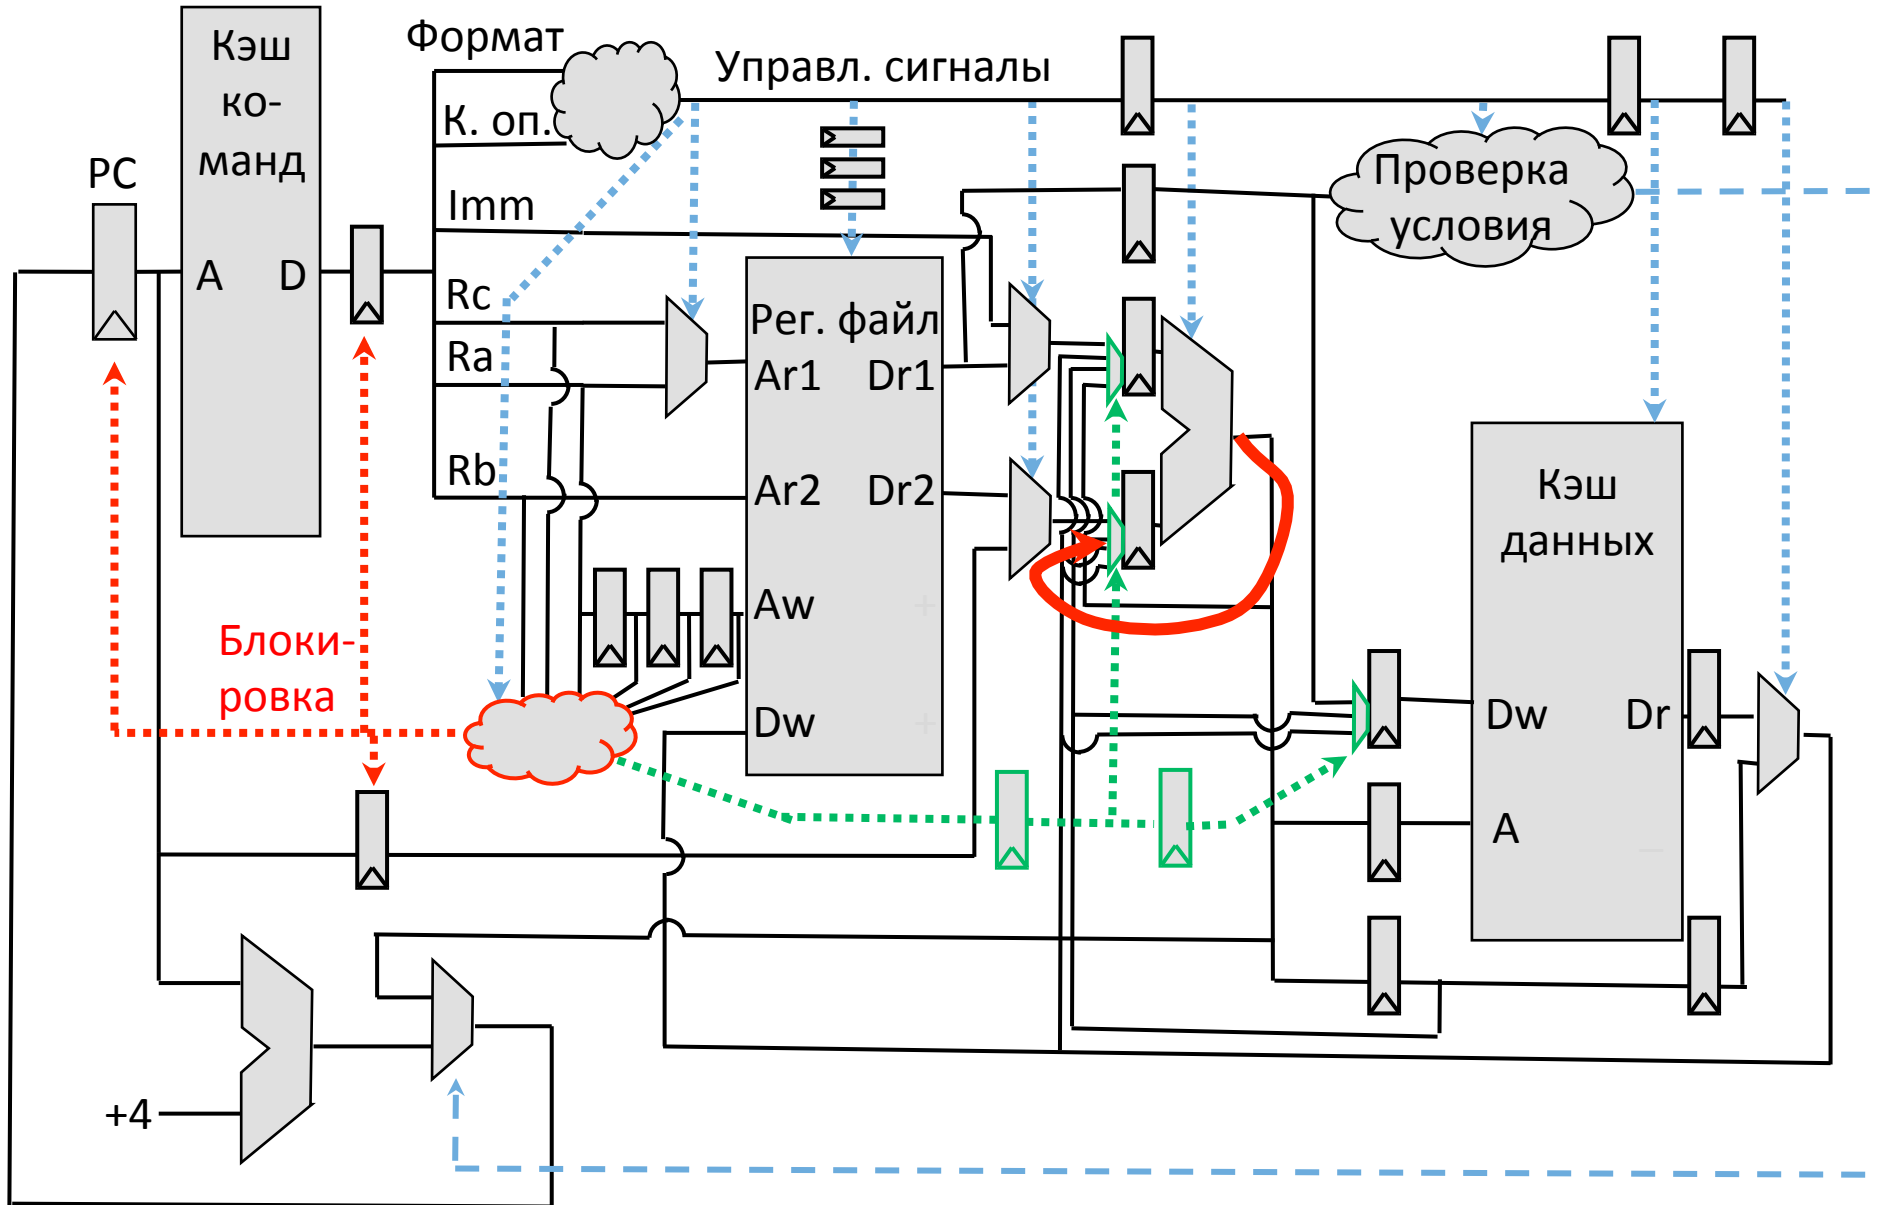 Кэш
ко-
манд
A D
PC
Формат
К. оп.
Imm
Rc
Ra
Rb
Управл. сигналы
Рег. файл
Ar1 Dr1
Ar2 Dr2
Aw
Dw
Проверка
условия
Кэш
данных
Dw Dr
A
Блоки-
ровка
+4